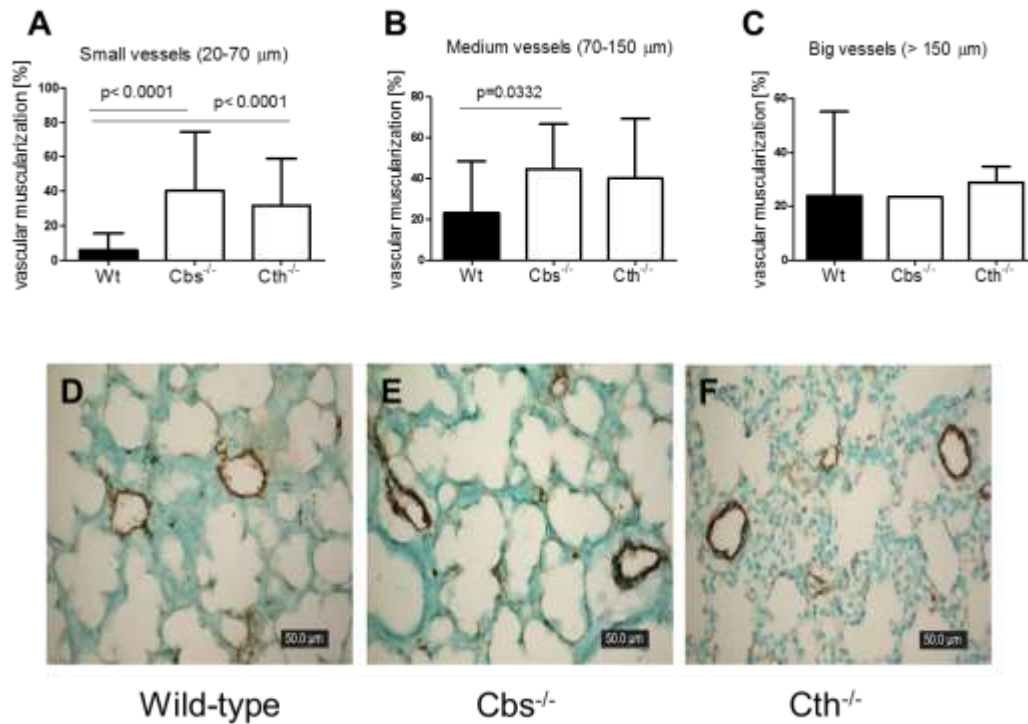 A
Small vessels (20-70 µm)
vascular muscularization [%]
100
80
60
40
20
0
p< 0.0001
p< 0.0001
Wt
Cbs⁻/⁻
Cth⁻/⁻
B
Medium vessels (70-150 µm)
vascular muscularization [%]
80
60
40
20
0
p=0.0332
Wt
Cbs⁻/⁻
Cth⁻/⁻
C
Big vessels (> 150 µm)
vascular muscularization [%]
60
40
20
0
Wt
Cbs⁻/⁻
Cth⁻/⁻
D
50.0 µm
E
50.0 µm
F
50.0 µm
Wild-type
Cbs⁻/⁻
Cth⁻/⁻